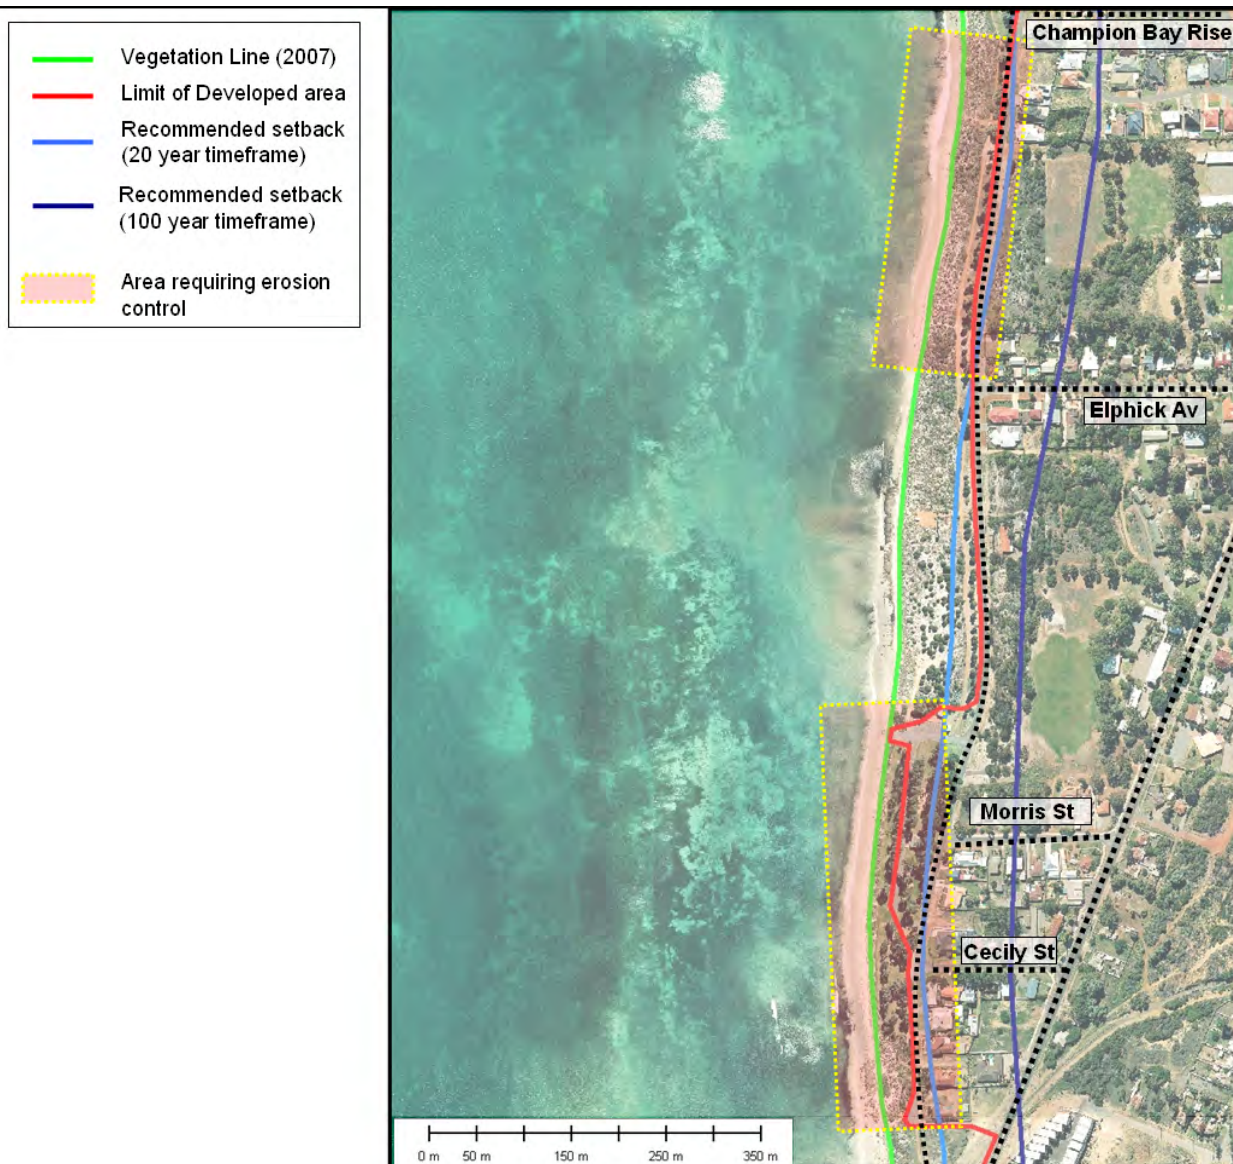 Vegetation Line (2007)
Limit of Developed area
Recommended setback
(20 year timeframe)
Recommended setback
(100 year timeframe)
Area requiring erosion
control
Champion Bay Rise
Elphick Av
Morris St
Cecily St
0 m 50 m 150 m 250 m 350 m